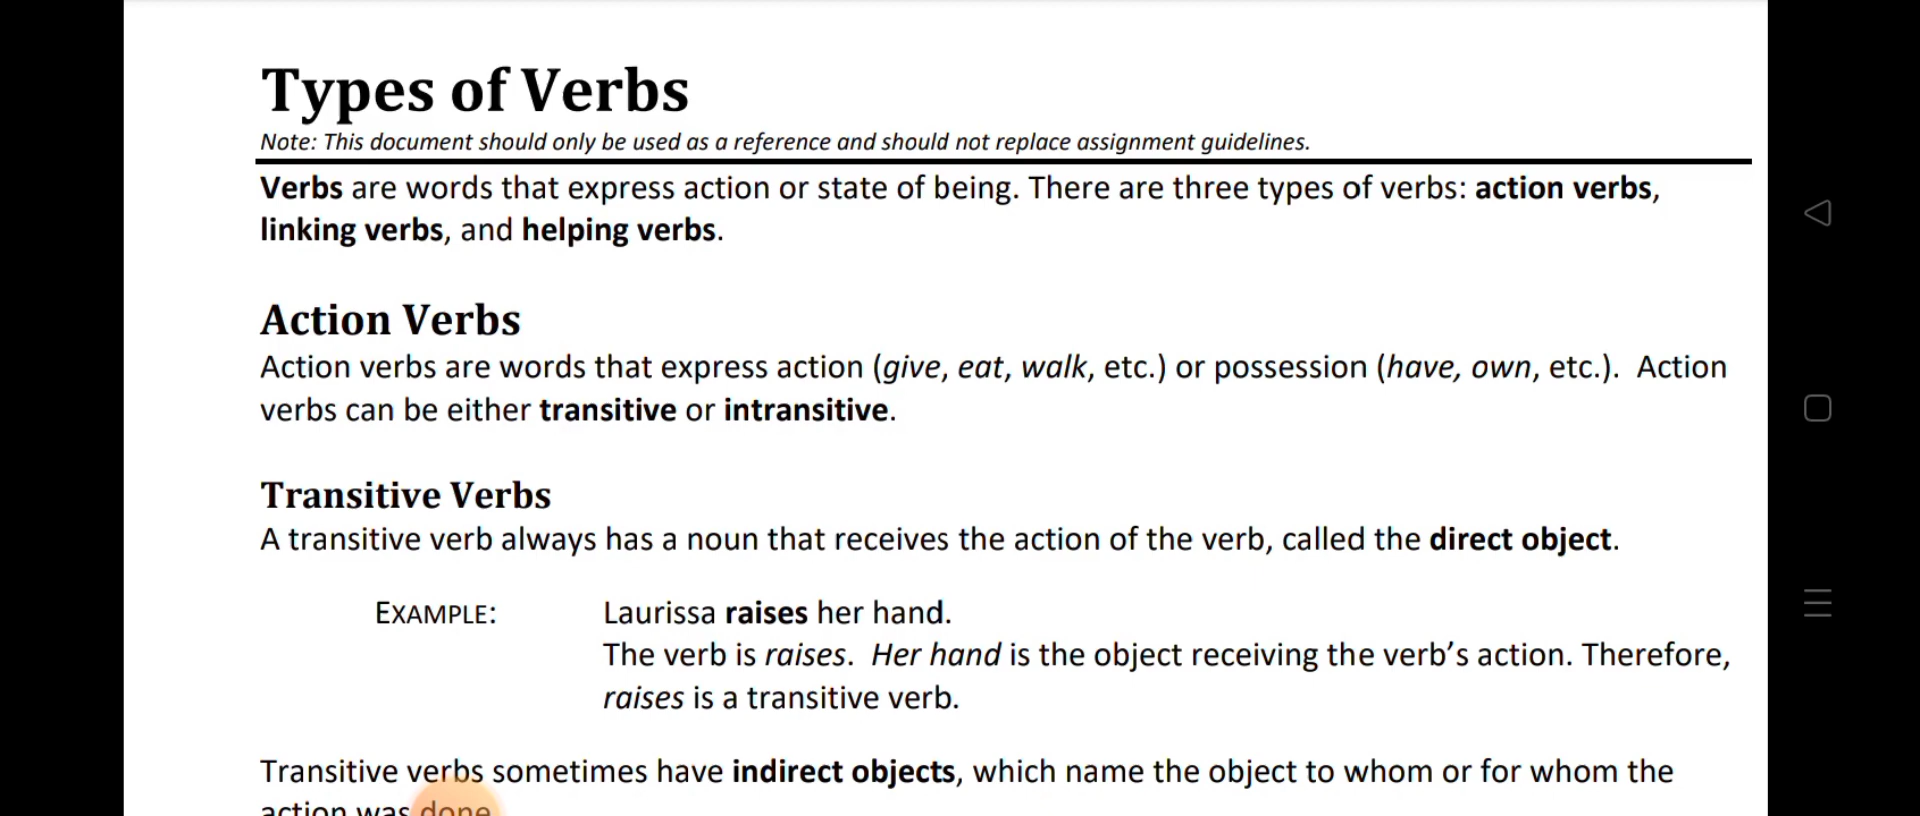 Types of Verbs
Note: This document should only be used as a reference and should not replace assignment guidelines.
Verbs are words that express action or state of being. There are three types of verbs: action verbs,
linking verbs, and helping verbs.
Action Verbs
Action verbs are words that express action (give, eat, walk, etc.) or possession (have, own, etc.).  Action
verbs can be either transitive or intransitive.
Transitive Verbs
A transitive verb always has a noun that receives the action of the verb, called the direct object.
EXAMPLE: Laurissa raises her hand.
The verb is raises.  Her hand is the object receiving the verb’s action. Therefore,
raises is a transitive verb.
Transitive verbs sometimes have indirect objects, which name the object to whom or for whom the
action was done